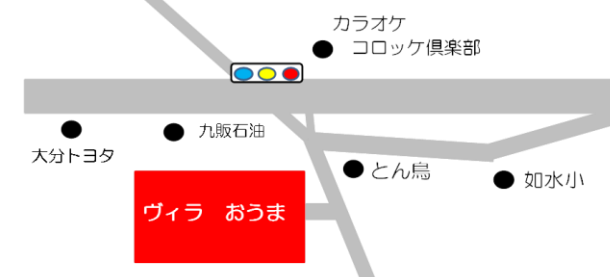 カラオケ
コロッケ倶楽部
九販石油
大分トヨタ
とん鳥
如水小
ヴィラ　おうま